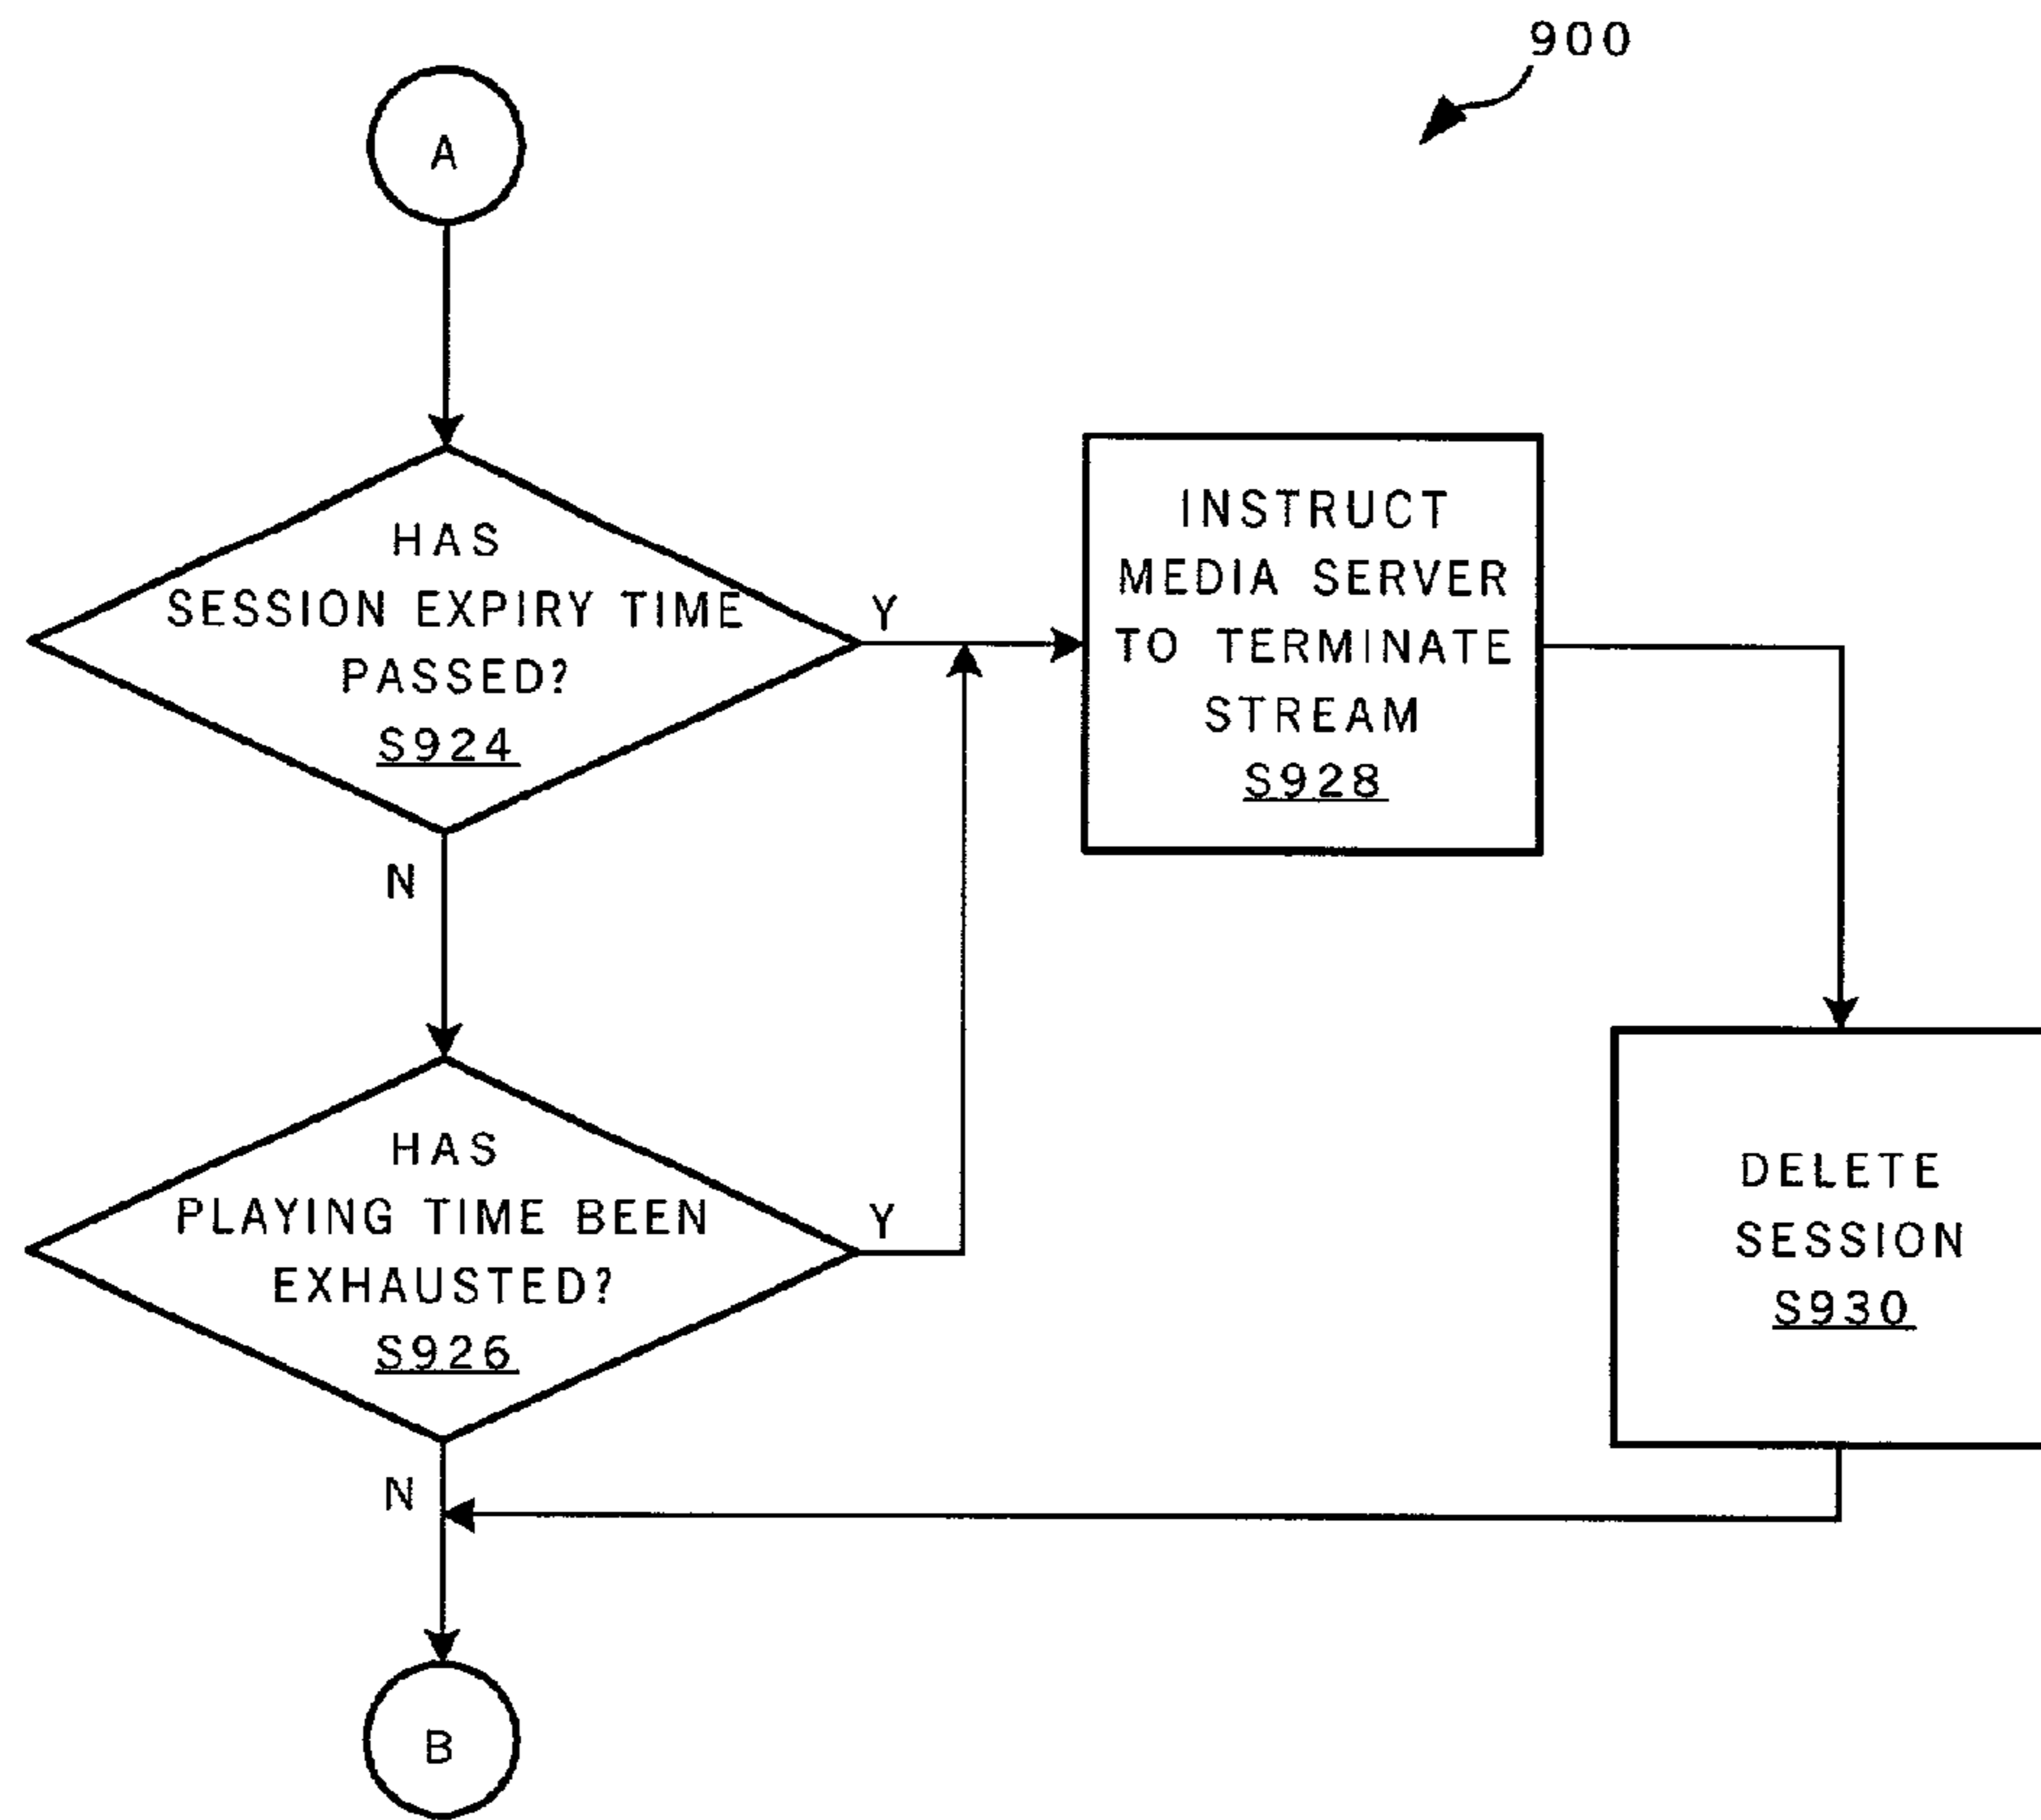 900
A
HAS
SESSION EXPIRY TIME
PASSED?
S924
Y
N
INSTRUCT
MEDIA SERVER
TO TERMINATE
STREAM
S928
HAS
PLAYING TIME BEEN
EXHAUSTED?
S926
Y
N
DELETE
SESSION
S930
B